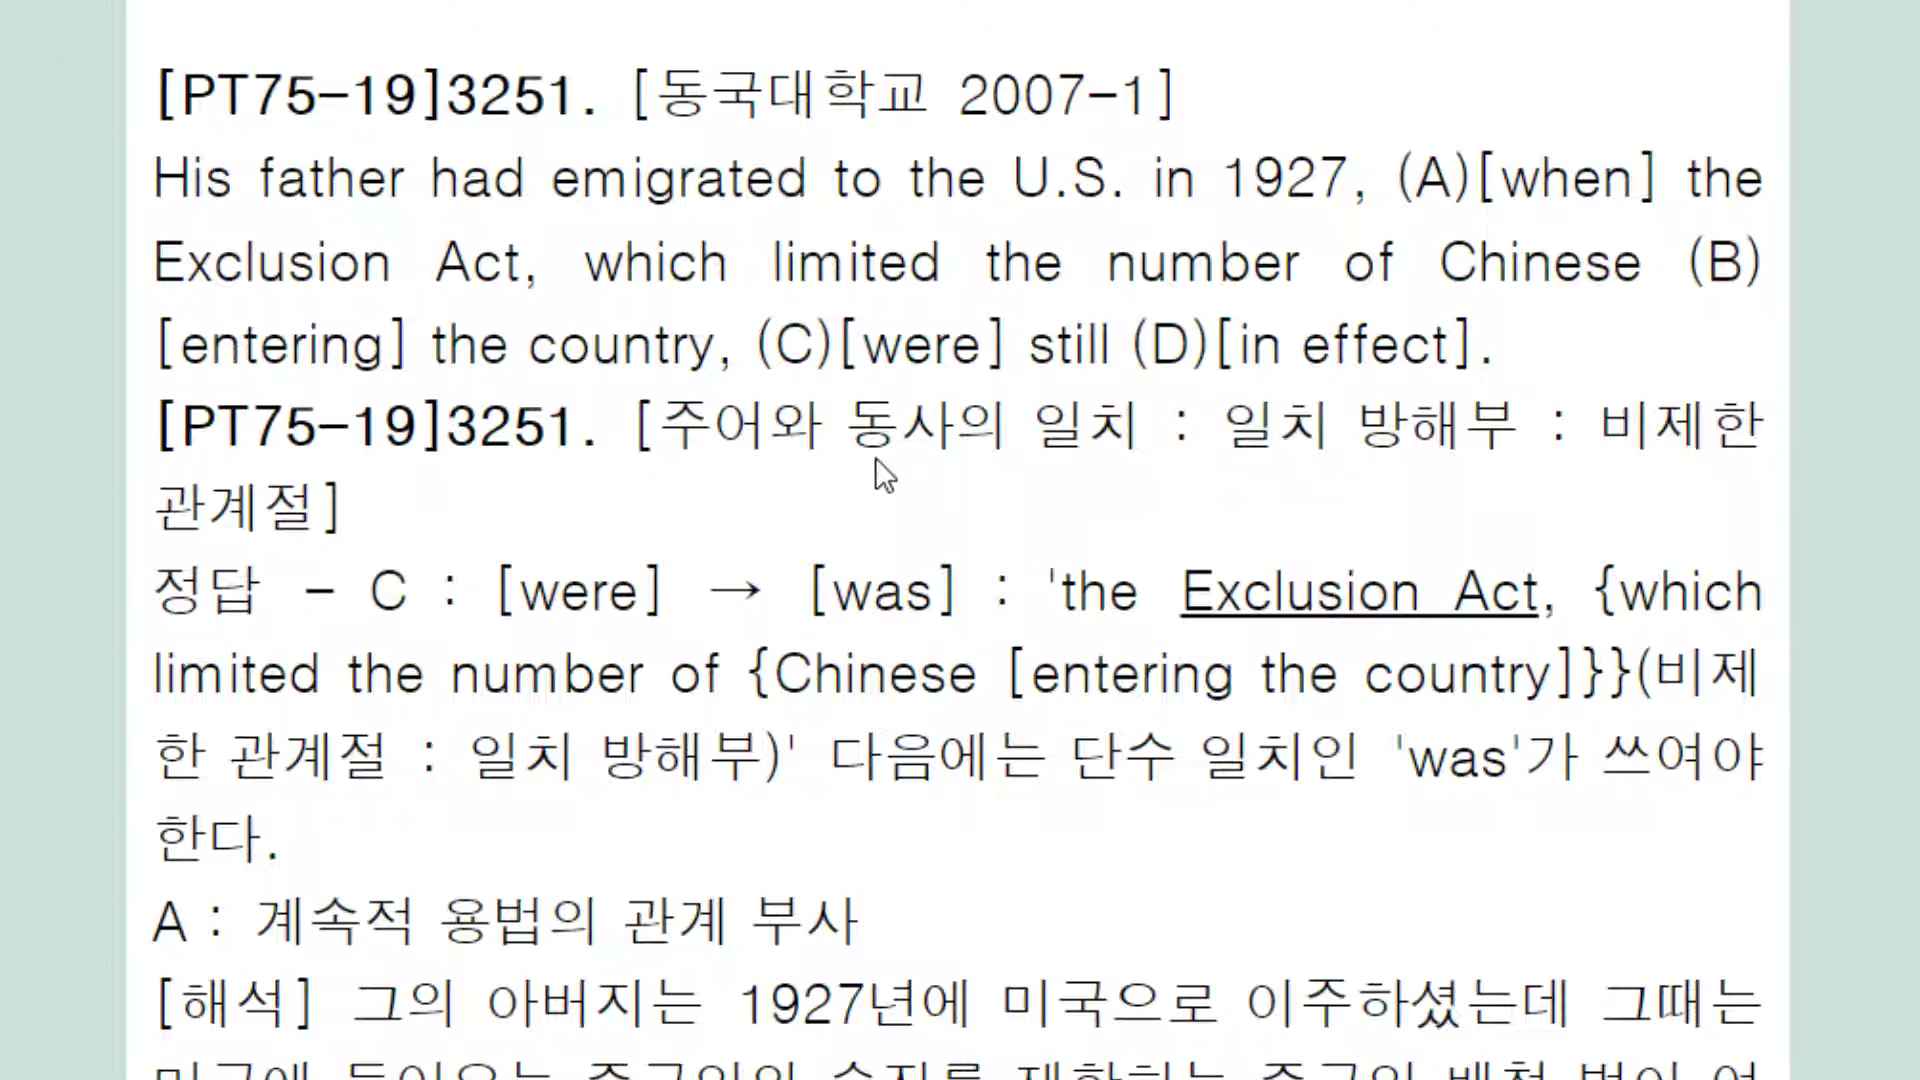 [PT75-19]3251. [동국대학교 2007-1]
His father had emigrated to the U.S. in 1927, (A)[when] the
Exclusion Act, which limited the number of Chinese (B)
[entering] the country, (C)[were] still (D)[in effect].
[PT75-19]3251. [주어와 동사의 일치 : 일치 방해부 : 비제한
관계절]
정답 - C : [were] → [was] : 'the Exclusion Act, {which
limited the number of {Chinese [entering the country]}}(비제
한 관계절 : 일치 방해부)' 다음에는 단수 일치인 'was'가 쓰여야
한다.
A : 계속적 용법의 관계 부사
[해석] 그의 아버지는 1927년에 미국으로 이주하셨는데 그때는